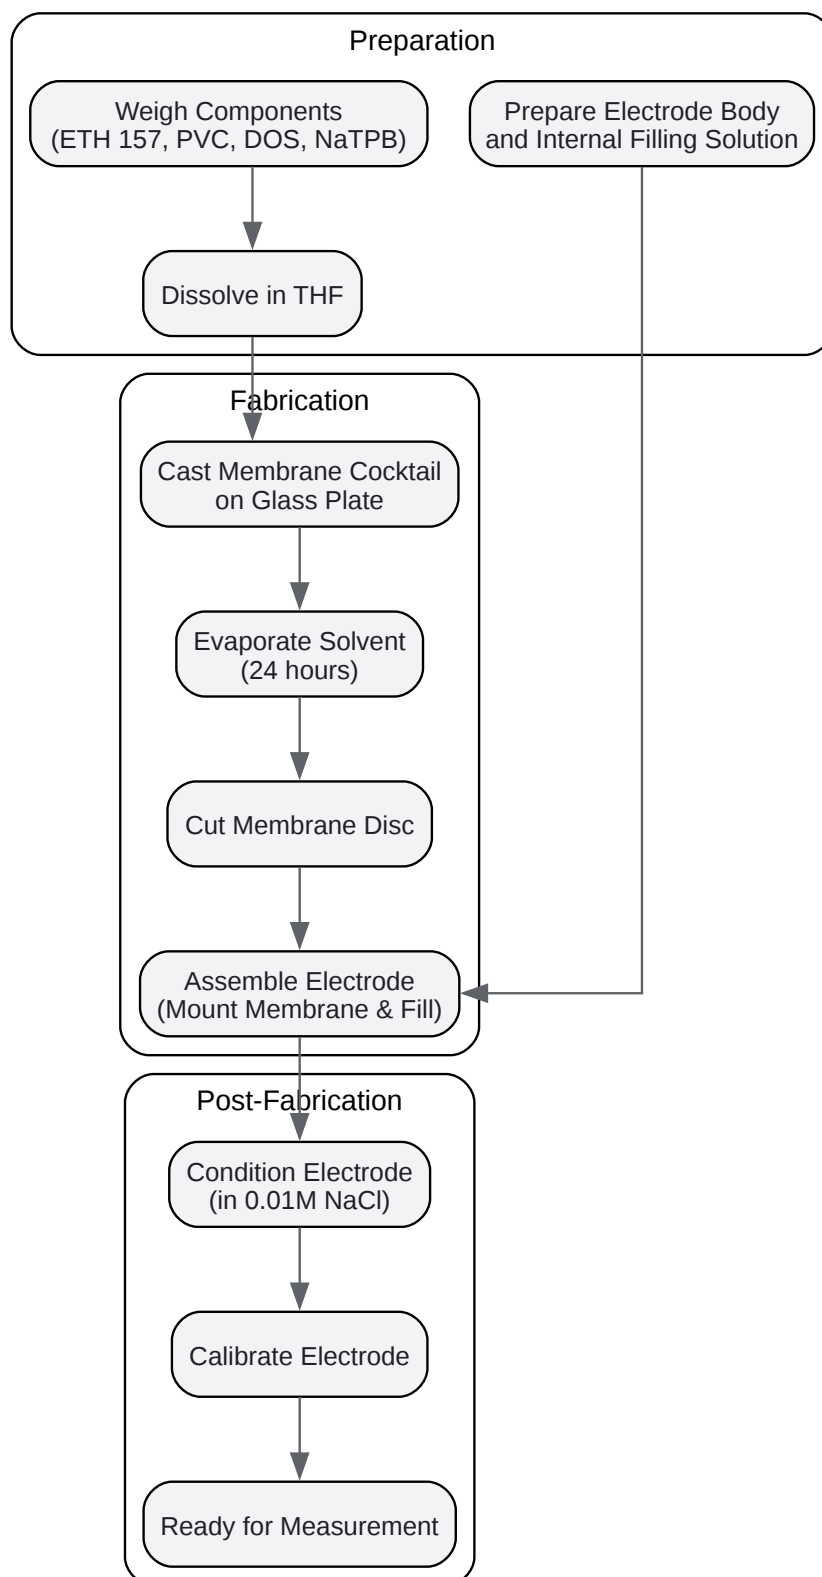 Preparation
Weigh Components
(ETH 157, PVC, DOS, NaTPB)
Prepare Electrode Body
and Internal Filling Solution
Dissolve in THF
Fabrication
Cast Membrane Cocktail
on Glass Plate
Evaporate Solvent
(24 hours)
Cut Membrane Disc
Assemble Electrode
(Mount Membrane & Fill)
Post-Fabrication
Condition Electrode
(in 0.01M NaCl)
Calibrate Electrode
Ready for Measurement